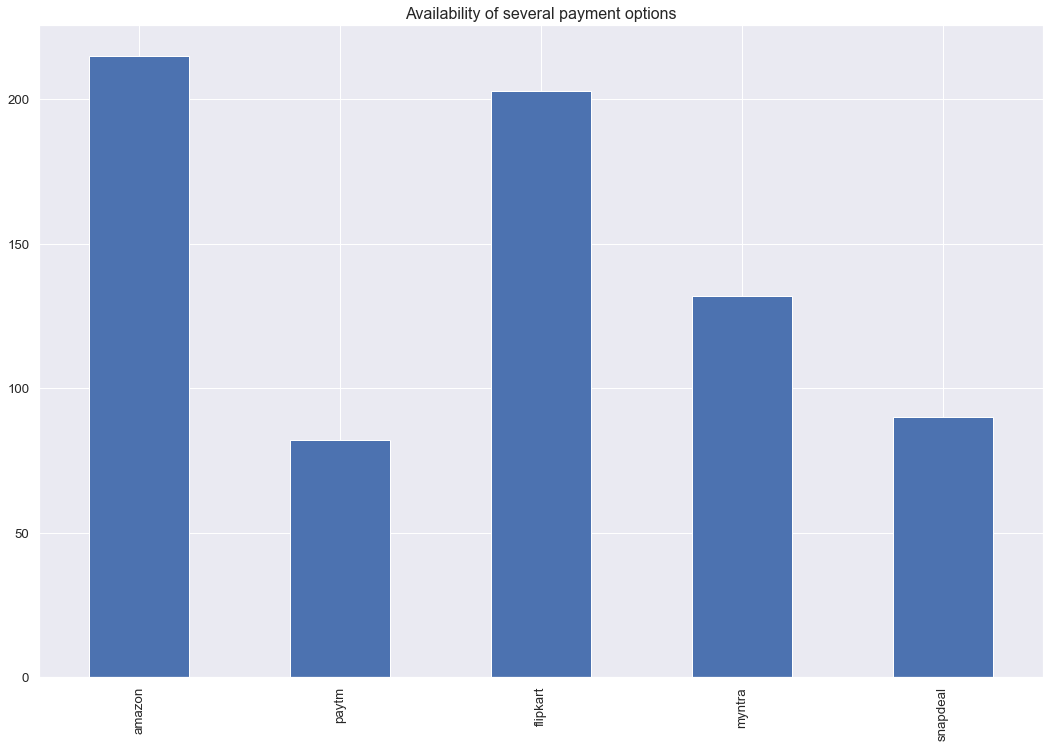 Availability of several payment options
200
150
100
50
0
amazon
paytm
flipkart
myntra
snapdeal